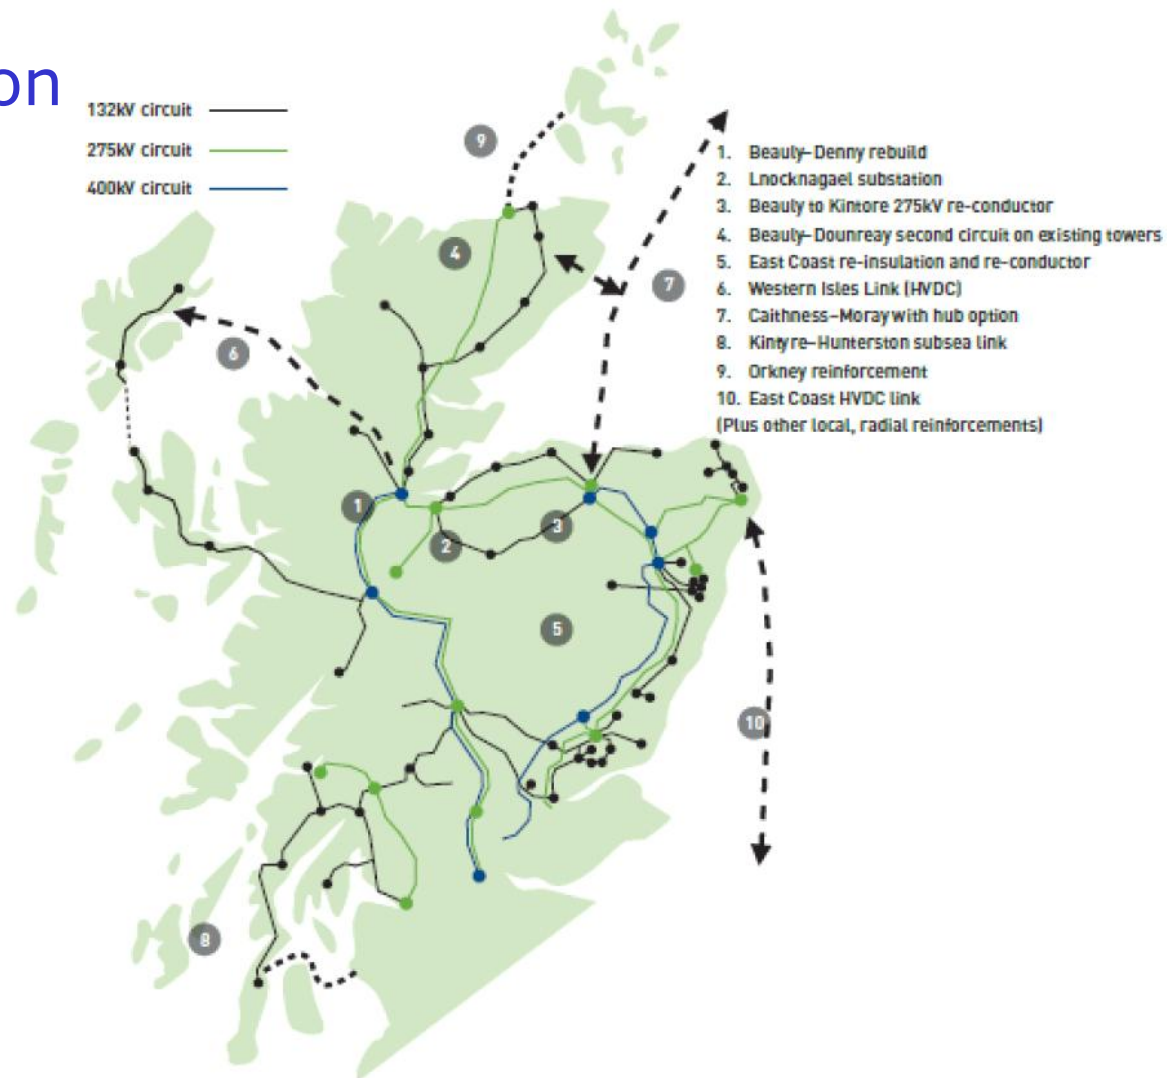 on
132kV circuit
275kV circuit
400kV circuit
1. Beauly–Denny rebuild
2. Lnocknagael substation
3. Beauly to Kintore 275kV re-conductor
4. Beauly–Dounreay second circuit on existing towers
5. East Coast re-insulation and re-conductor
6. Western Isles Link (HVDC)
7. Caithness–Moray with hub option
8. Kintyre–Hunterston subsea link
9. Orkney reinforcement
10. East Coast HVDC link
(Plus other local, radial reinforcements)
9
4
7
6
1
3
2
5
10
8